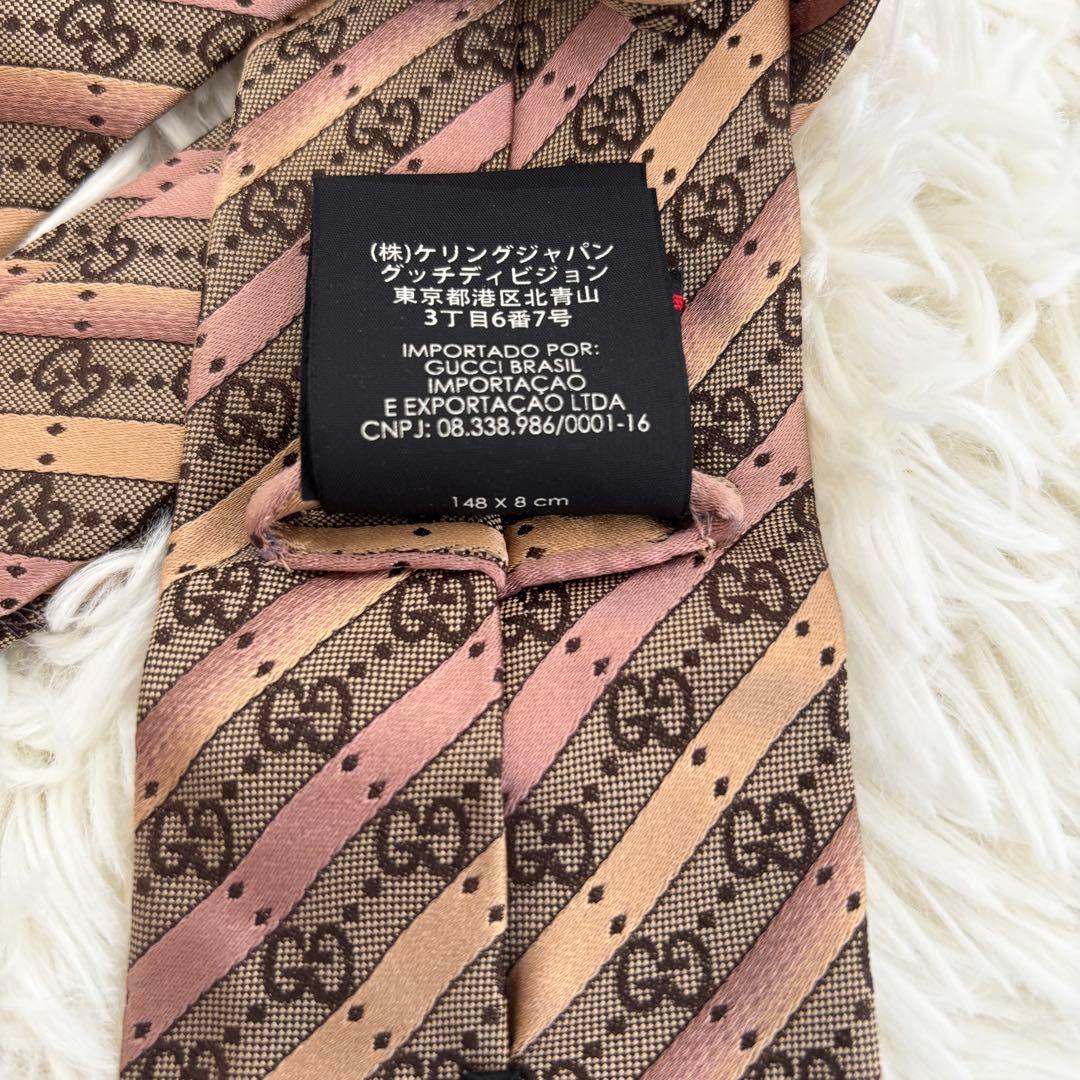 (株)ケリングジャパン
グッチディビジョン
東京都港区北青山
3丁目6番7号
IMPORTADO POR:
GUCCI BRASIL
IMPORTAÇAO
E EXPORTAÇAO LTDA
CNPJ: 08.338.986/0001-16
148 X 8 cm